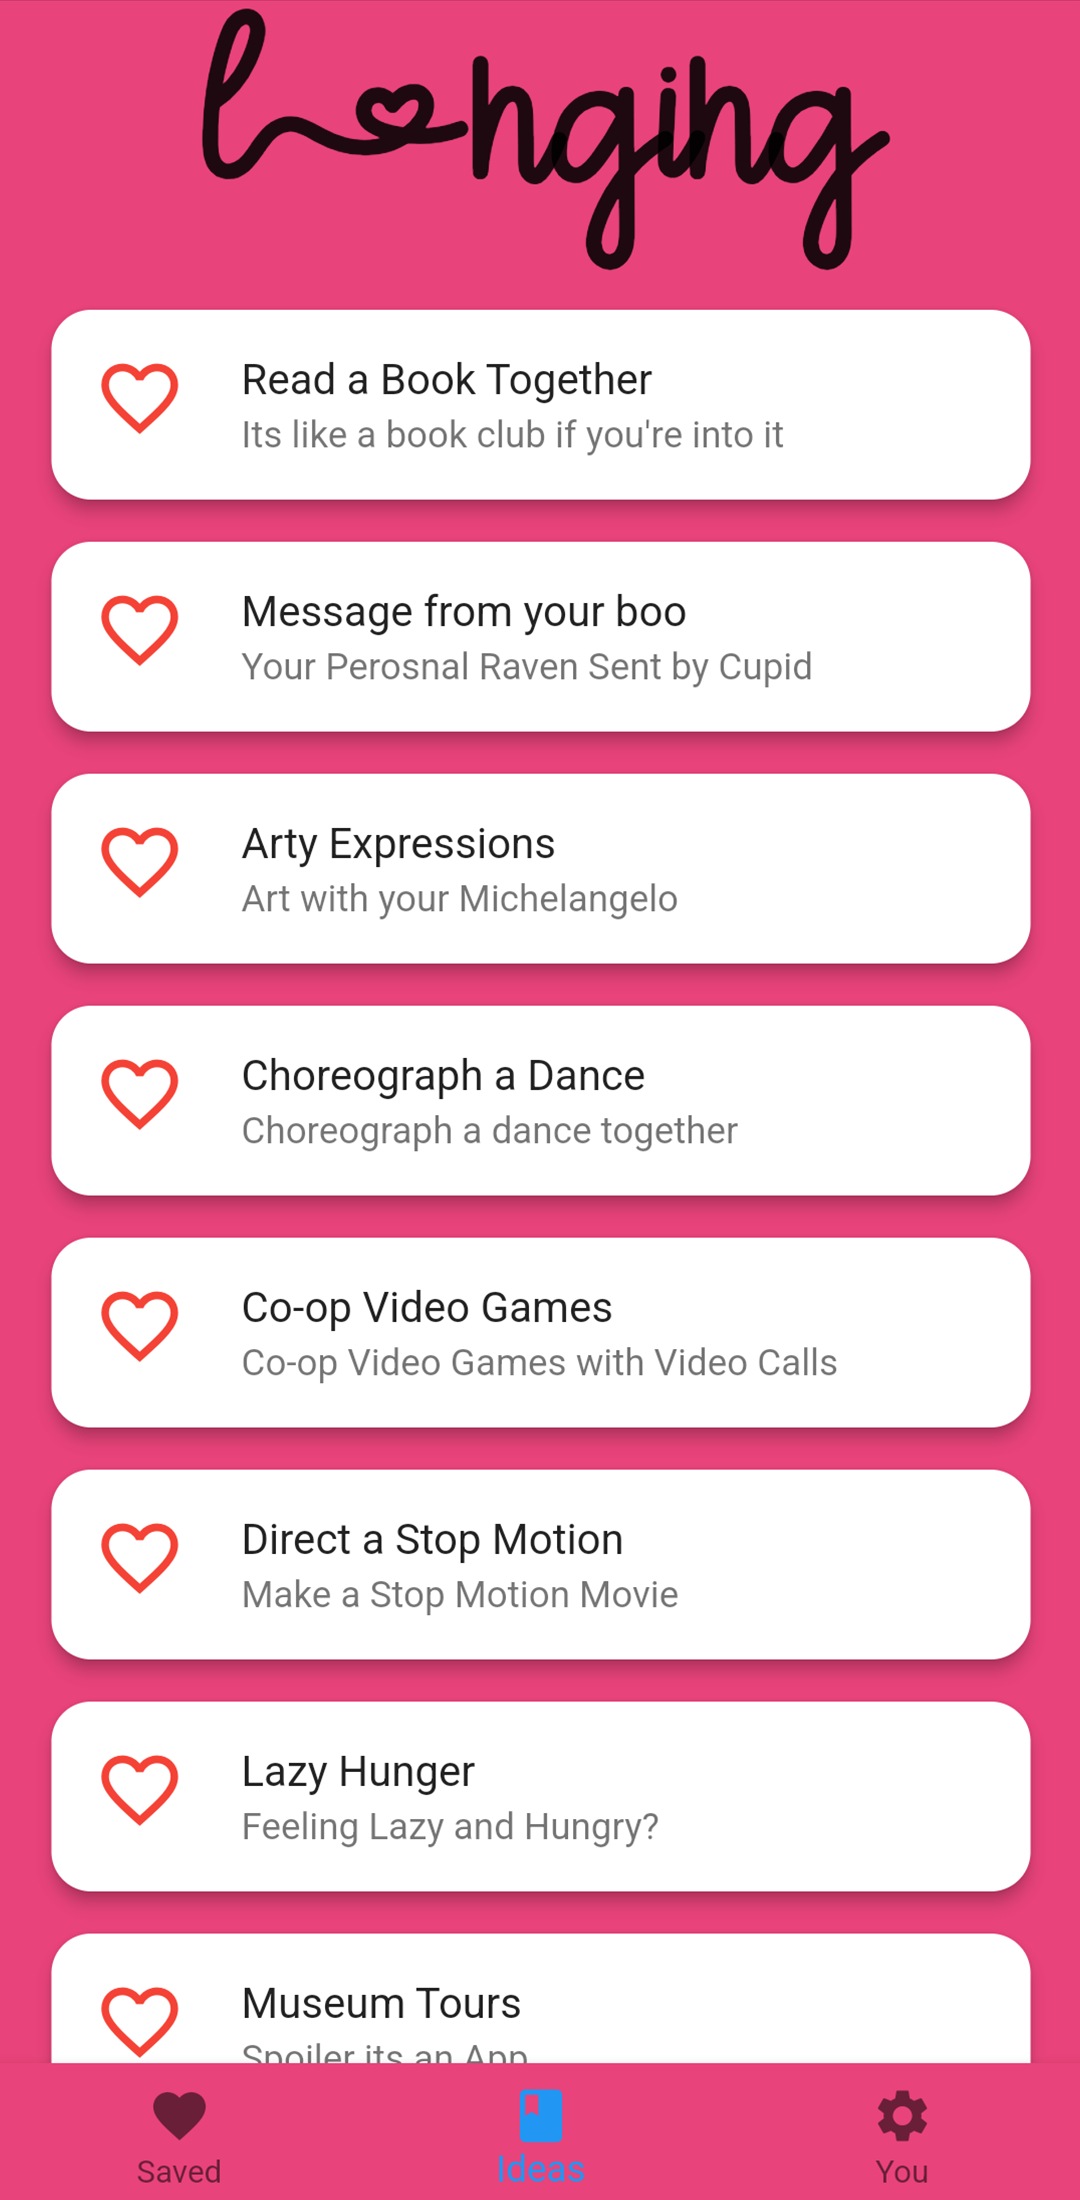 longing
Read a Book Together
Its like a book club if you're into it
Message from your boo
Your Perosnal Raven Sent by Cupid
Arty Expressions
Art with your Michelangelo
Choreograph a Dance
Choreograph a dance together
Co-op Video Games
Co-op Video Games with Video Calls
Direct a Stop Motion
Make a Stop Motion Movie
Lazy Hunger
Feeling Lazy and Hungry?
Museum Tours
Spoiler its an App
Saved
Ideas
You